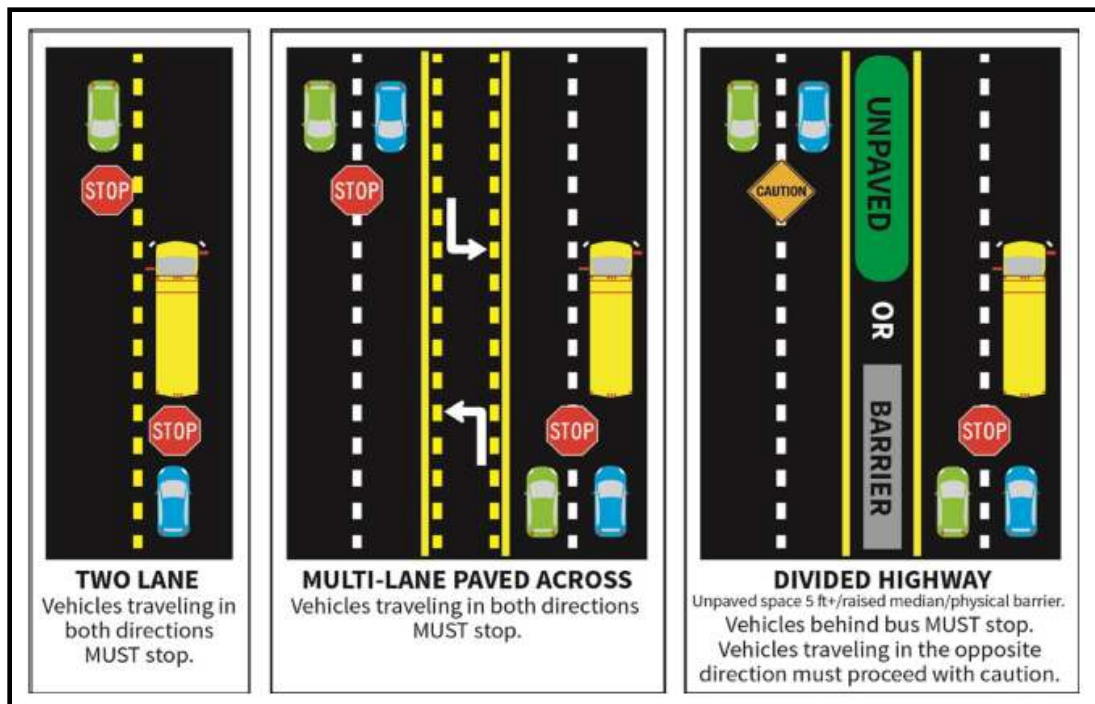 STOP
STOP
TWO LANE
Vehicles traveling in
both directions
MUST stop.
STOP
STOP
MULTI-LANE PAVED ACROSS
Vehicles traveling in both directions
MUST stop.
CAUTION
UNPAVED
OR
BARRIER
STOP
DIVIDED HIGHWAY
Unpaved space 5 ft+/raised median/physical barrier.
Vehicles behind bus MUST stop.
Vehicles traveling in the opposite
direction must proceed with caution.